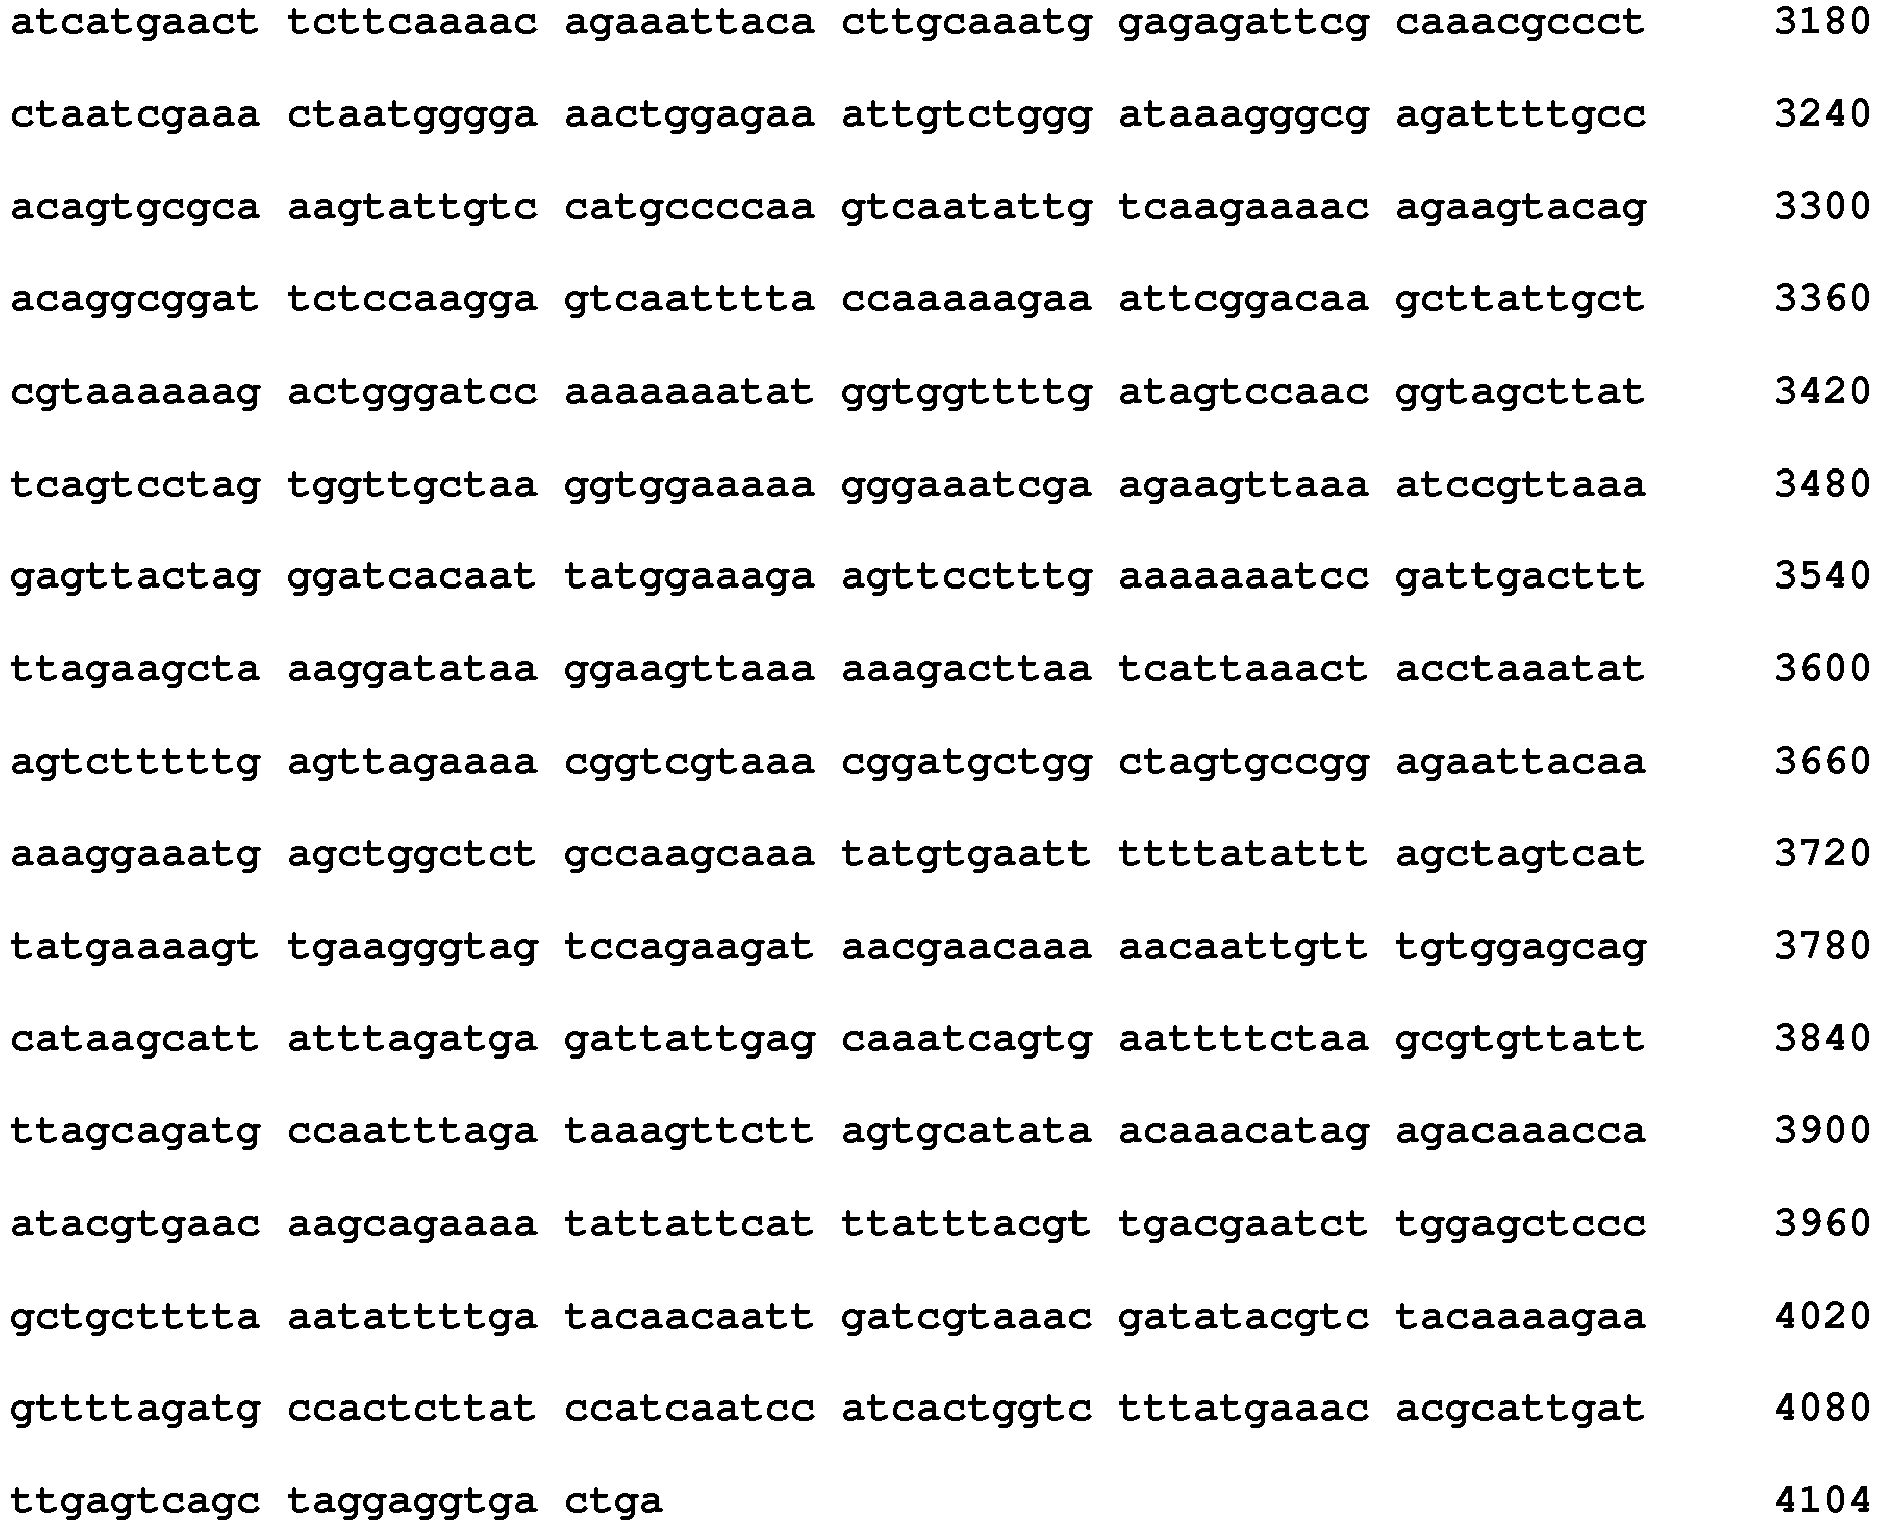 atcatgaact tcttcaaaac agaaattaca cttgcaaatg gagagattcg caaacgccct 3180
ctaatcgaaa ctaatgggga aactggagaa attgtctggg ataaagggcg agattttgcc 3240
acagtgcgca aagtattgtc catgccccaa gtcaatattg tcaagaaaac agaagtacag 3300
acaggcggat tctccaagga gtcaatttta ccaaaaagaa attcggacaa gcttattgct 3360
cgtaaaaaag actgggatcc aaaaaaatat ggtggttttg atagtccaac ggtagcttat 3420
tcagtcctag tggttgctaa ggtggaaaaa gggaaatcga agaagttaaa atccgttaaa 3480
gagttactag ggatcacaat tatggaaaga agttcctttg aaaaaaatcc gattgacttt 3540
ttagaagcta aaggatataa ggaagttaaa aaagacttaa tcattaaact acctaaatat 3600
agtctttttg agttagaaaa cggtcgtaaa cggatgctgg ctagtgccgg agaattacaa 3660
aaaggaaatg agctggctct gccaagcaaa tatgtgaatt ttttatattt agctagtcat 3720
tatgaaaagt tgaagggtag tccagaagat aacgaacaaa aacaattgtt tgtggagcag 3780
cataagcatt atttagatga gattattgag caaatcagtg aattttctaa gcgtgttatt 3840
ttagcagatg ccaatttaga taaagttctt agtgcatata acaaacatag agacaaacca 3900
atacgtgaac aagcagaaaa tattattcat ttatttacgt tgacgaatct tggagctccc 3960
gctgctttta aatattttga tacaacaatt gatcgtaaac gatatacgtc tacaaaagaa 4020
gttttagatg ccactcttat ccatcaatcc atcactggtc tttatgaaac acgcattgat 4080
ttgagtcagc taggaggtga ctga 4104